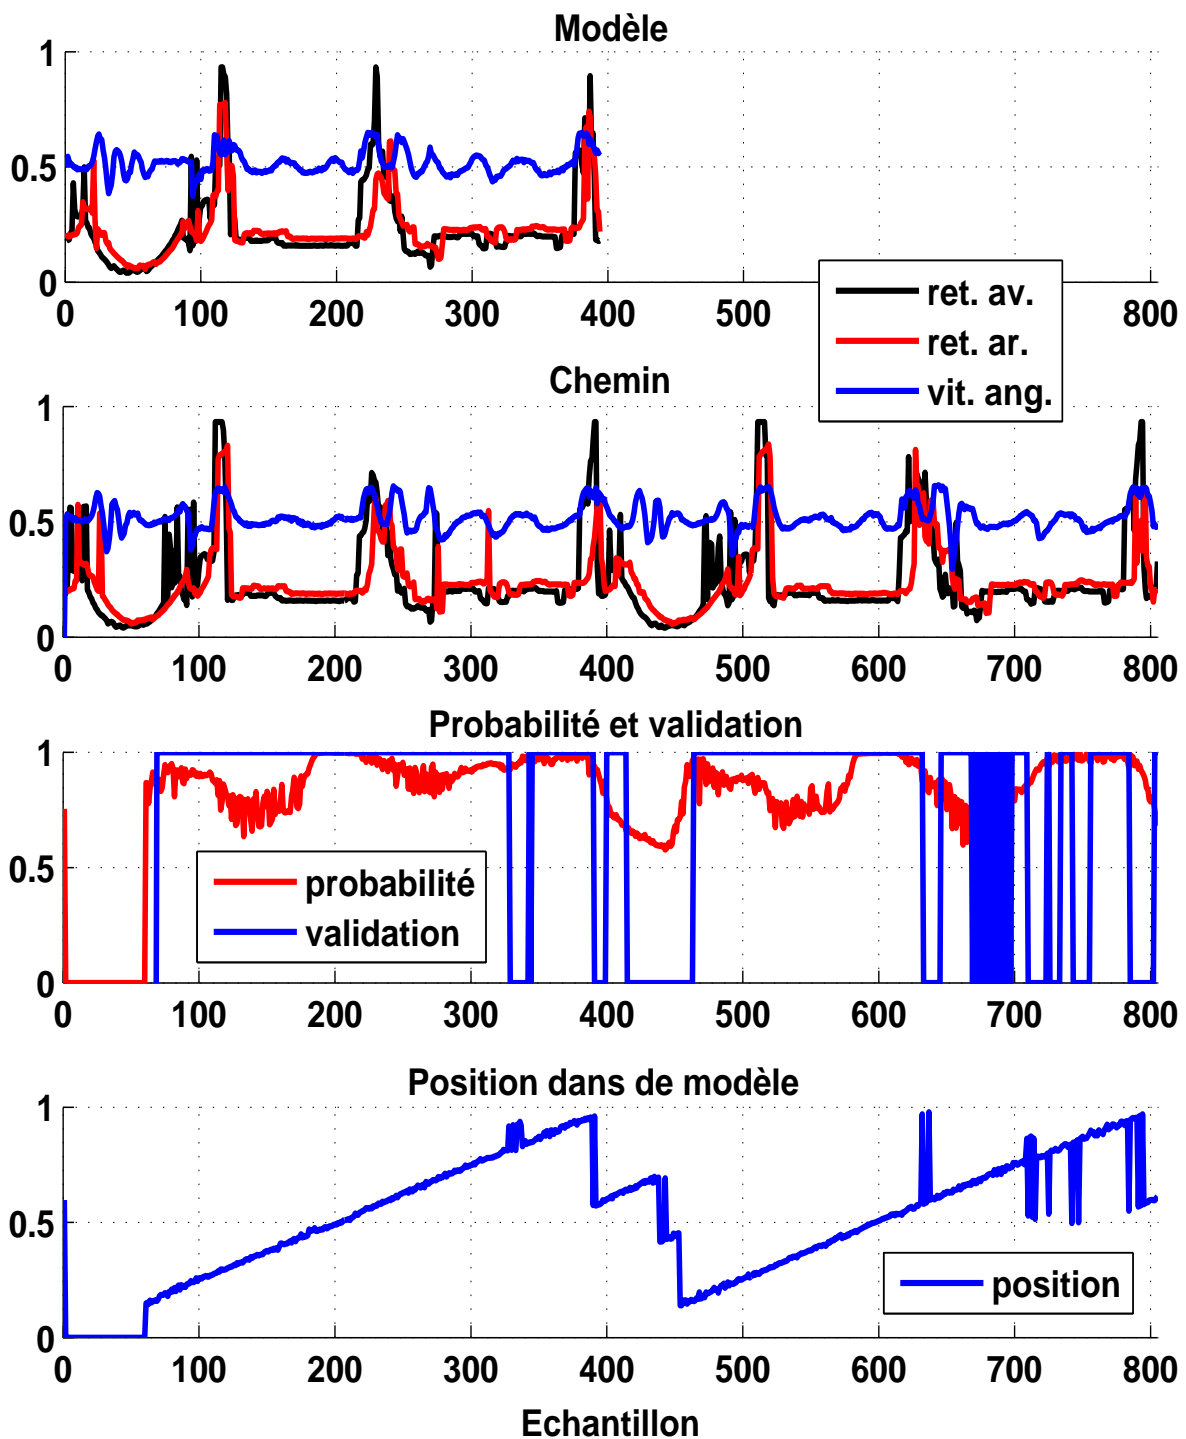 Modèle
1
0.5
0
0 100 200 300 400 800
ret. av.
ret. ar.
vit. ang.
Chemin
1
0.5
0
0 100 200 300 400 500 600 700 800
Probabilité et validation
1
0.5
0
probabilité
validation
0 100 200 300 400 500 600 700 800
Position dans de modèle
1
0.5
0
position
0 100 200 300 400 500 600 700 800
Echantillon